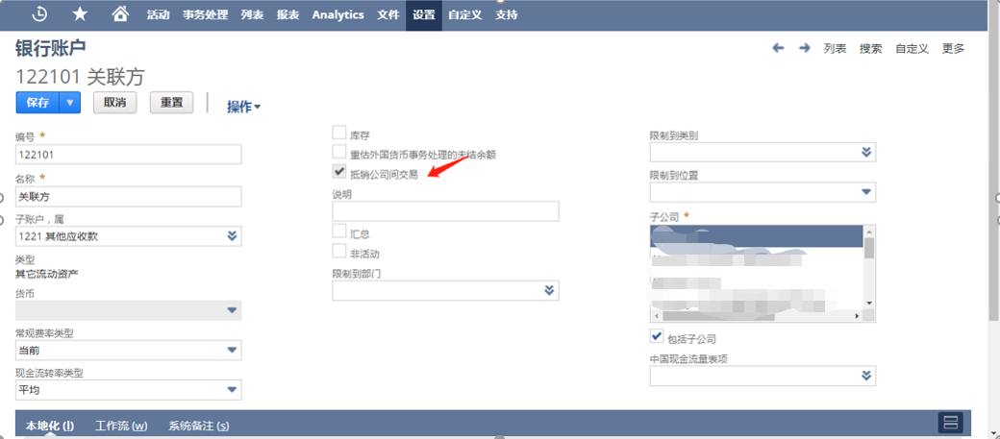 活动 事务处理 列表 报表 Analytics 文件 设置 自定义 支持
银行账户
列表 搜索 自定义 更多
122101 关联方
保存 取消 重置 操作
编号 *
122101
名称 *
关联方
子账户，属
1221 其他应收款
类型
其它流动资产
货币
常规费率类型
当前
现金流转率类型
平均
库存
重估外国货币事务处理的未结余额
抵销公司间交易
说明
汇总
非活动
限制到部门
限制到类别
限制到位置
子公司 *
包括子公司
中国现金流量表项
本地化 (l) 工作流 (w) 系统备注 (s)